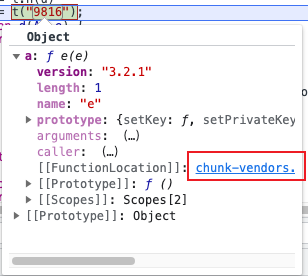 = t("9816");
Object
a: ƒ e(e)
version: "3.2.1"
length: 1
name: "e"
prototype: {setKey: ƒ, setPrivateKey
arguments: (…)
caller: (…)
[[FunctionLocation]]: chunk-vendors.
[[Prototype]]: ƒ ()
[[Scopes]]: Scopes[2]
[[Prototype]]: Object